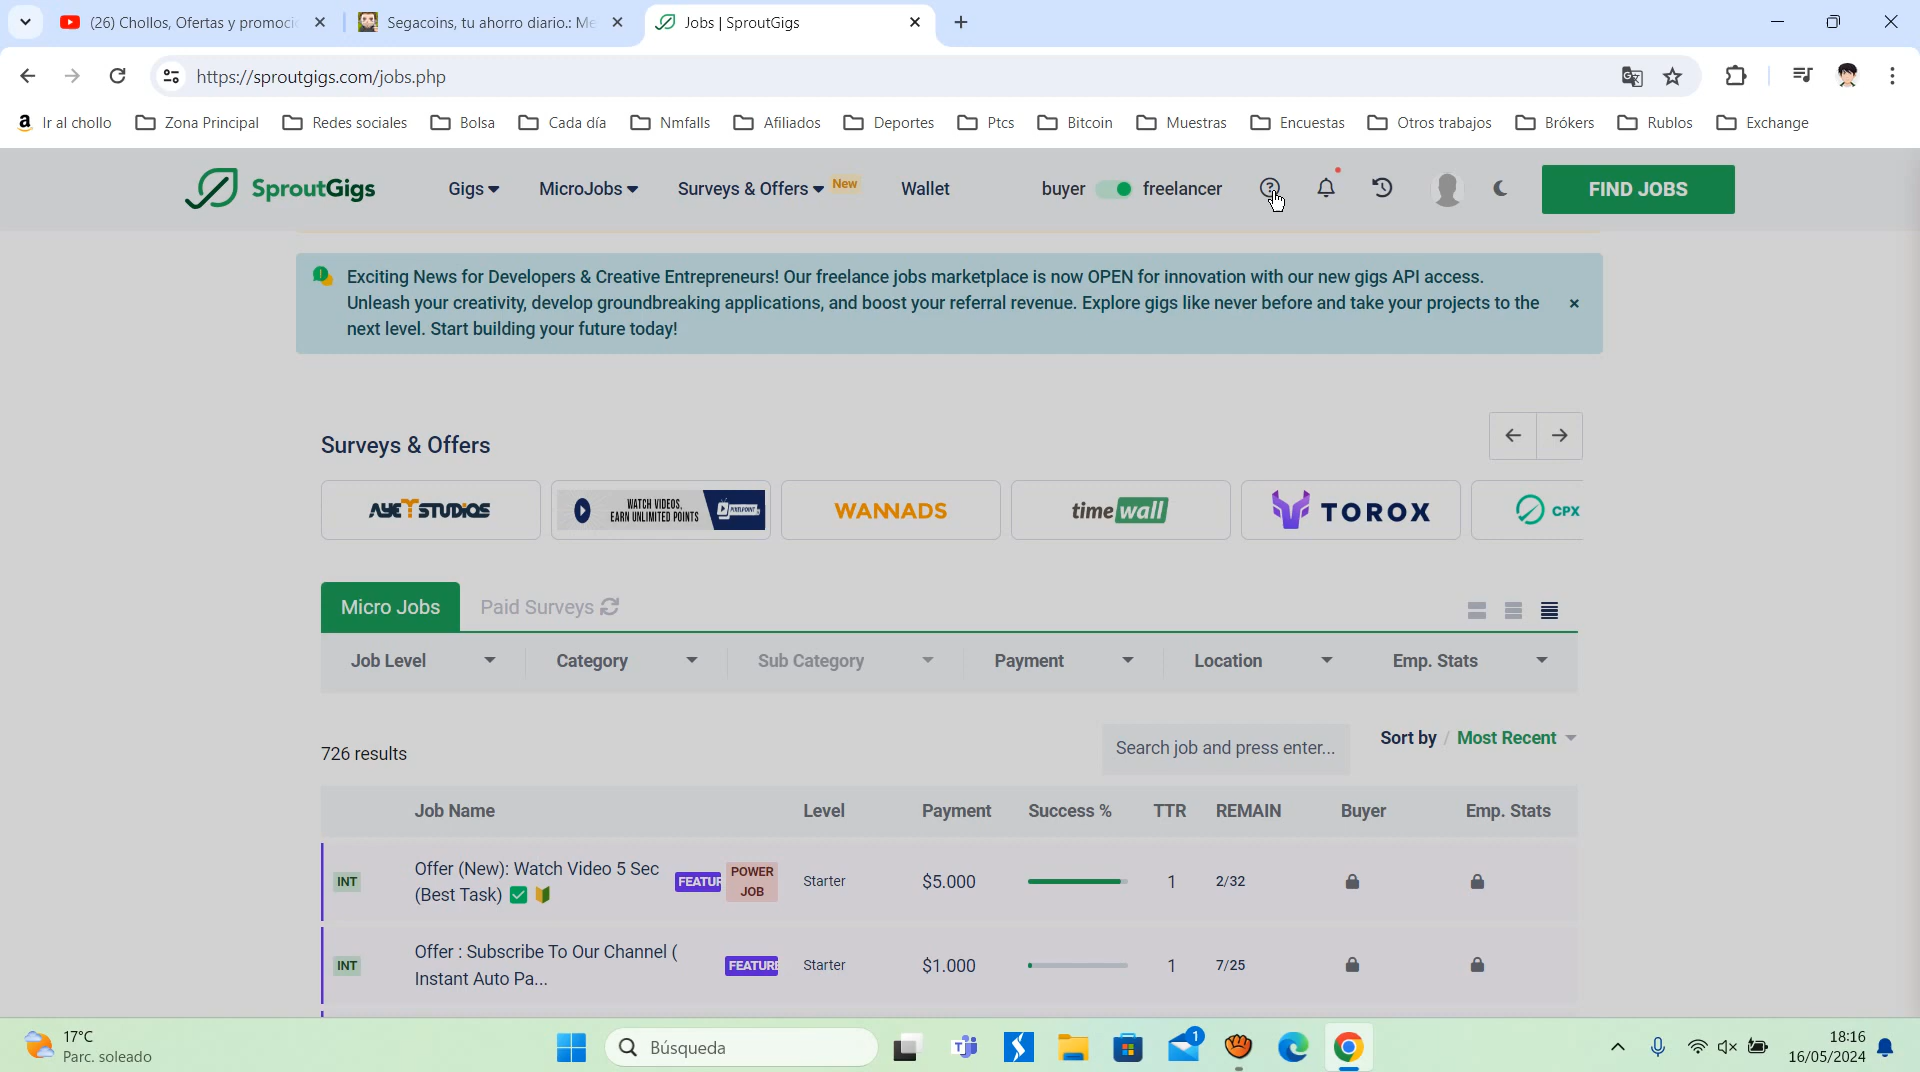 (26) Chollos, Ofertas y promoci
Segacoins, tu ahorro diario.: Me
Jobs | SproutGigs
https://sproutgigs.com/jobs.php
a Ir al chollo
Zona Principal
Redes sociales
Bolsa
Cada día
Nmfalls
Afiliados
Deportes
Ptcs
Bitcoin
Muestras
Encuestas
Otros trabajos
Brókers
Rublos
Exchange
SproutGigs
Gigs
MicroJobs
Surveys & Offers
New
Wallet
buyer
freelancer
FIND JOBS
Exciting News for Developers & Creative Entrepreneurs! Our freelance jobs marketplace is now OPEN for innovation with our new gigs API access.
Unleash your creativity, develop groundbreaking applications, and boost your referral revenue. Explore gigs like never before and take your projects to the
next level. Start building your future today!
Surveys & Offers
AYET STUDIOS
WATCH VIDEOS,
EARN UNLIMITED POINTS
WANNADS
timewall
TOROX
CPX
Micro Jobs
Paid Surveys
Job Level
Category
Sub Category
Payment
Location
Emp. Stats
726 results
Search job and press enter...
Sort by / Most Recent
Job Name
Level
Payment
Success %
TTR
REMAIN
Buyer
Emp. Stats
INT
Offer (New): Watch Video 5 Sec
(Best Task) ✅🔰
FEATUR
POWER
JOB
Starter
$5.000
1
2/32
INT
Offer : Subscribe To Our Channel (
Instant Auto Pa...
FEATURE
Starter
$1.000
1
7/25
17°C
Parc. soleado
Búsqueda
1
18:16
16/05/2024